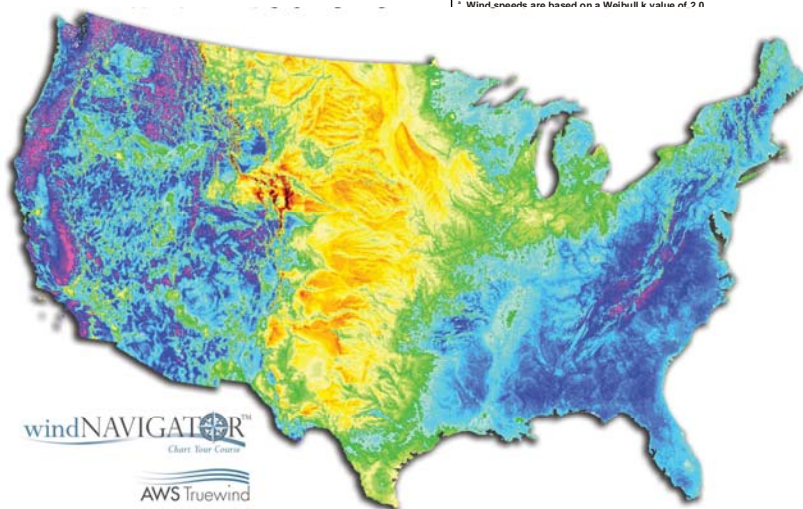 a Wind speeds are based on a Weibull k value of 2.0
windNAVIGATOR™
Chart Your Course
AWS Truewind